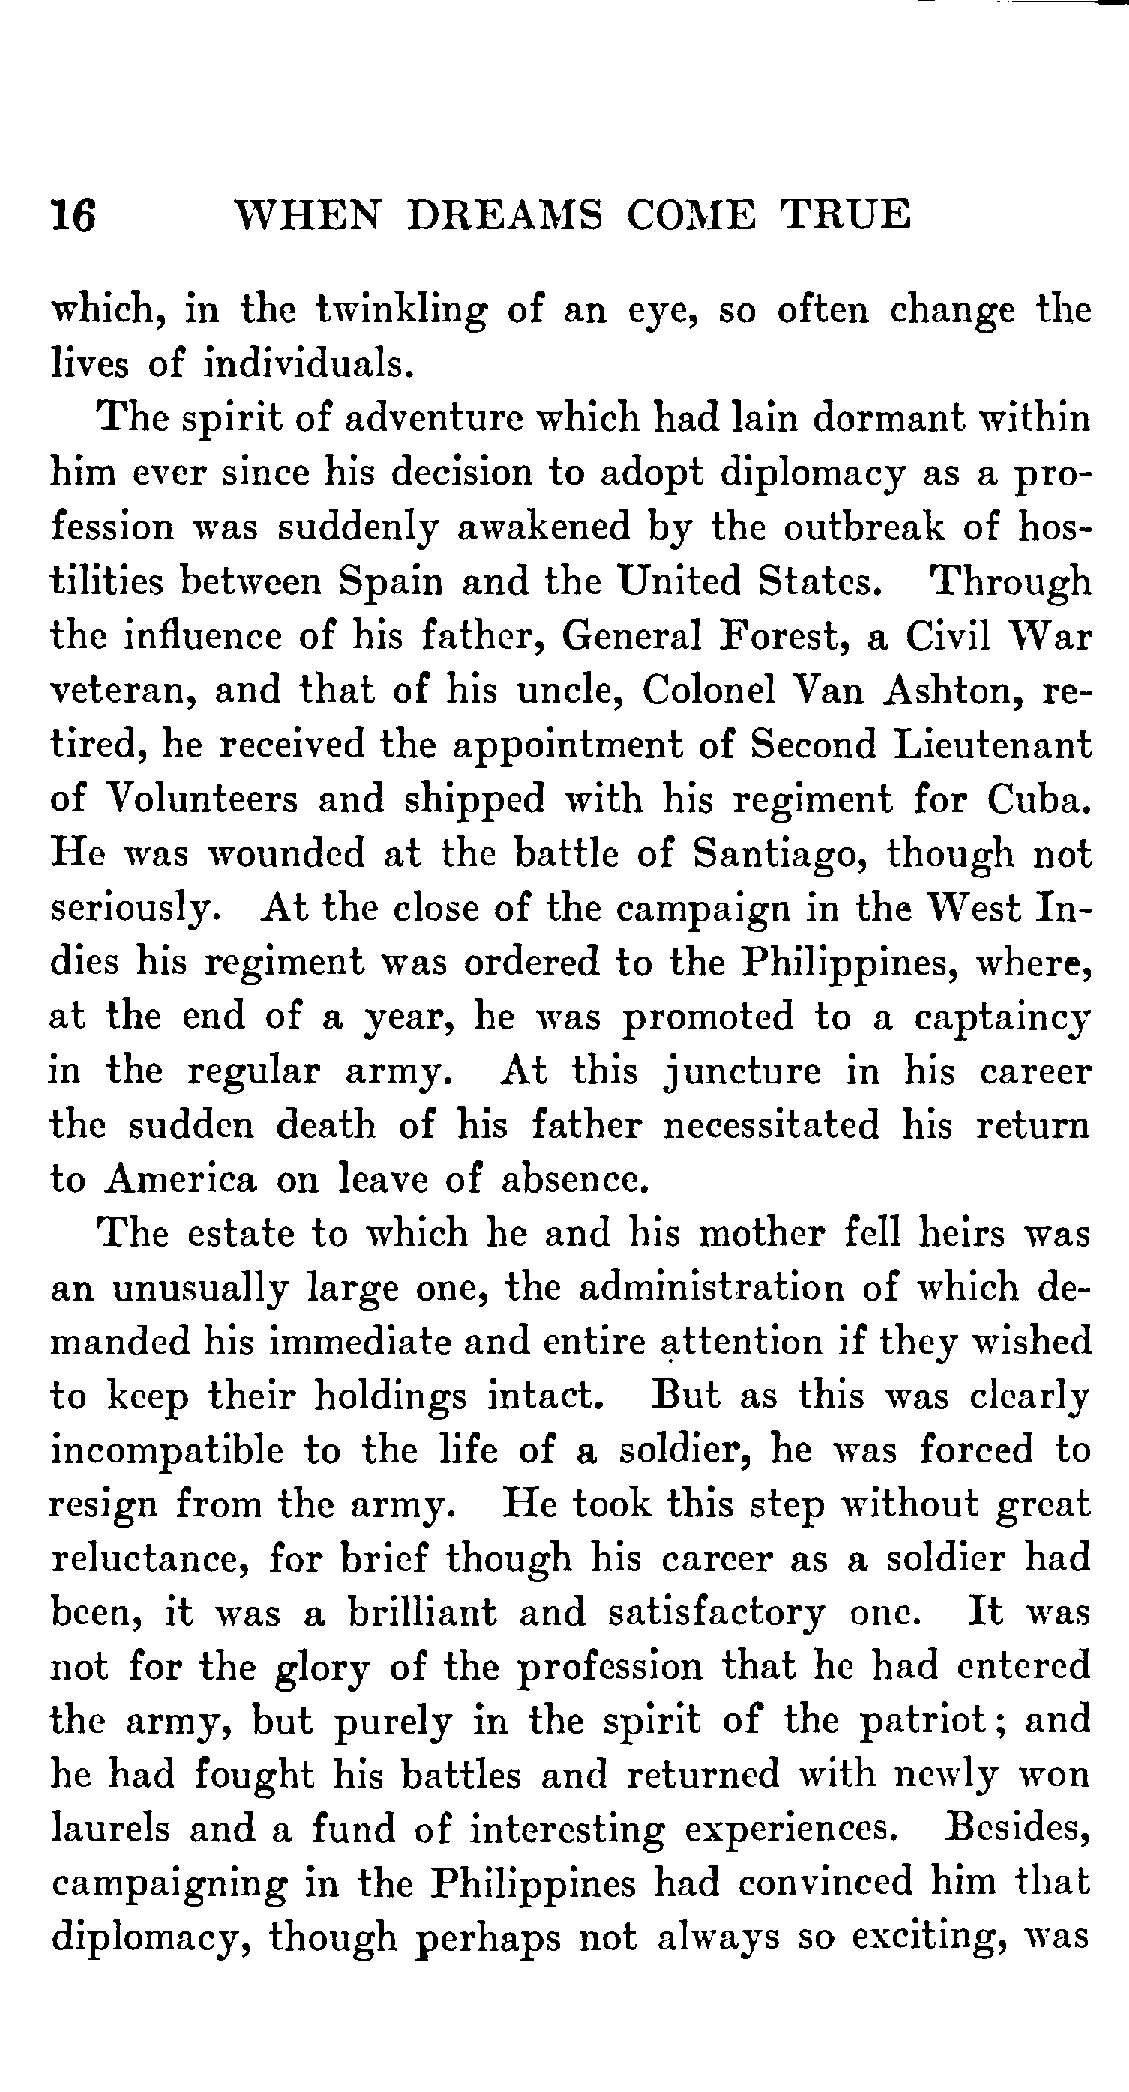 16 WHEN DREAMS COME TRUE
which, in the twinkling of an eye, so often change the
lives of individuals.
The spirit of adventure which had lain dormant within
him ever since his decision to adopt diplomacy as a pro-
fession was suddenly awakened by the outbreak of hos-
tilities between Spain and the United States. Through
the influence of his father, General Forest, a Civil War
veteran, and that of his uncle, Colonel Van Ashton, re-
tired, he received the appointment of Second Lieutenant
of Volunteers and shipped with his regiment for Cuba.
He was wounded at the battle of Santiago, though not
seriously. At the close of the campaign in the West In-
dies his regiment was ordered to the Philippines, where,
at the end of a year, he was promoted to a captaincy
in the regular army. At this juncture in his career
the sudden death of his father necessitated his return
to America on leave of absence.
The estate to which he and his mother fell heirs was
an unusually large one, the administration of which de-
manded his immediate and entire attention if they wished
to keep their holdings intact. But as this was clearly
incompatible to the life of a soldier, he was forced to
resign from the army. He took this step without great
reluctance, for brief though his career as a soldier had
been, it was a brilliant and satisfactory one. It was
not for the glory of the profession that he had entered
the army, but purely in the spirit of the patriot; and
he had fought his battles and returned with newly won
laurels and a fund of interesting experiences. Besides,
campaigning in the Philippines had convinced him that
diplomacy, though perhaps not always so exciting, was